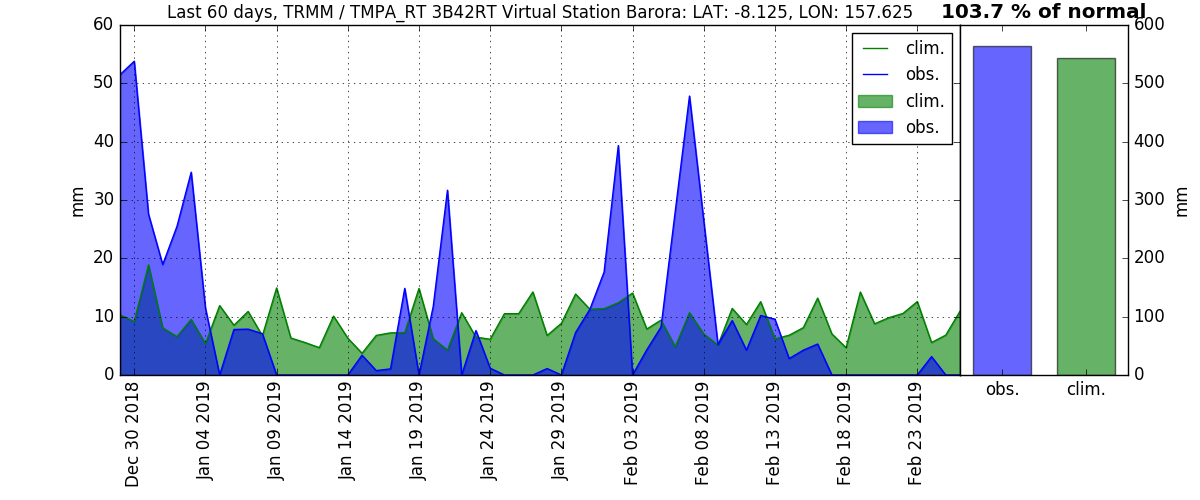 Last 60 days, TRMM / TMPA_RT 3B42RT Virtual Station Barora: LAT: -8.125, LON: 157.625
103.7 % of normal
60
50
40
30
20
10
0
mm
clim.
obs.
clim.
obs.
600
500
400
300
200
100
0
mm
Dec 30 2018
Jan 04 2019
Jan 09 2019
Jan 14 2019
Jan 19 2019
Jan 24 2019
Jan 29 2019
Feb 03 2019
Feb 08 2019
Feb 13 2019
Feb 18 2019
Feb 23 2019
obs.
clim.